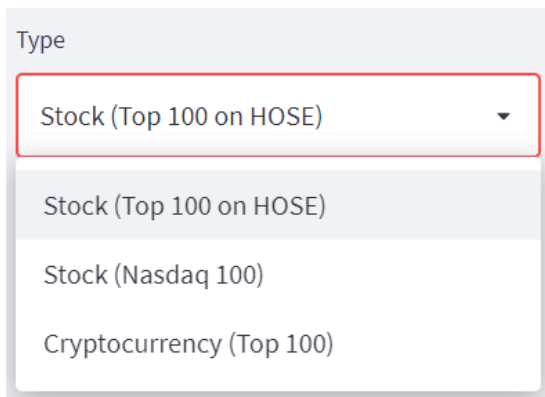 Type
Stock (Top 100 on HOSE)
Stock (Top 100 on HOSE)
Stock (Nasdaq 100)
Cryptocurrency (Top 100)